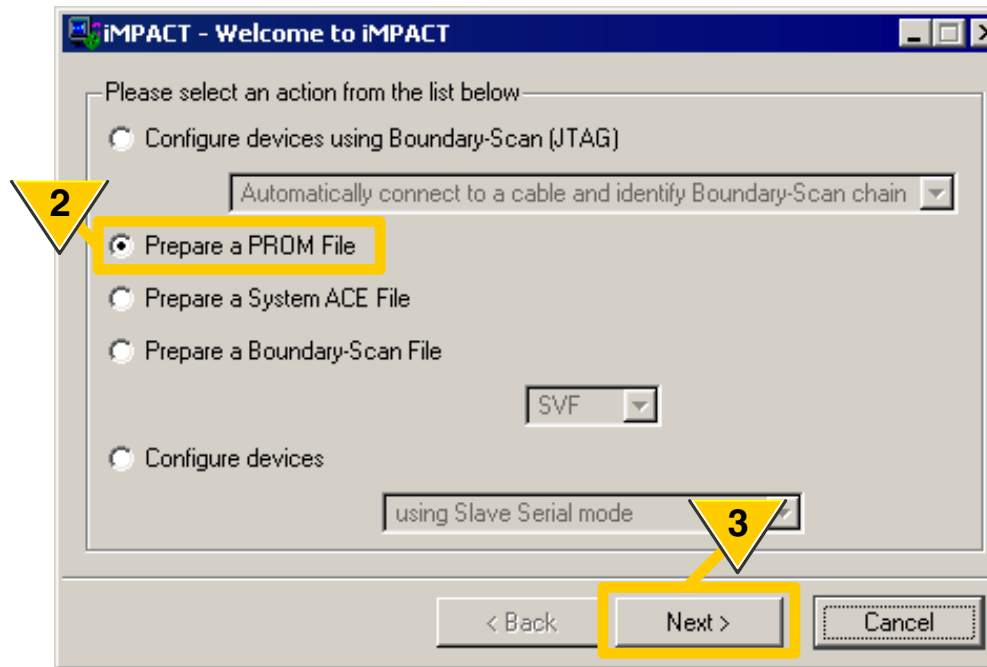 iMPACT - Welcome to iMPACT
Please select an action from the list below
Configure devices using Boundary-Scan (JTAG)
Automatically connect to a cable and identify Boundary-Scan chain
2
Prepare a PROM File
Prepare a System ACE File
Prepare a Boundary-Scan File
SVF
Configure devices
using Slave Serial mode
3
< Back
Next >
Cancel